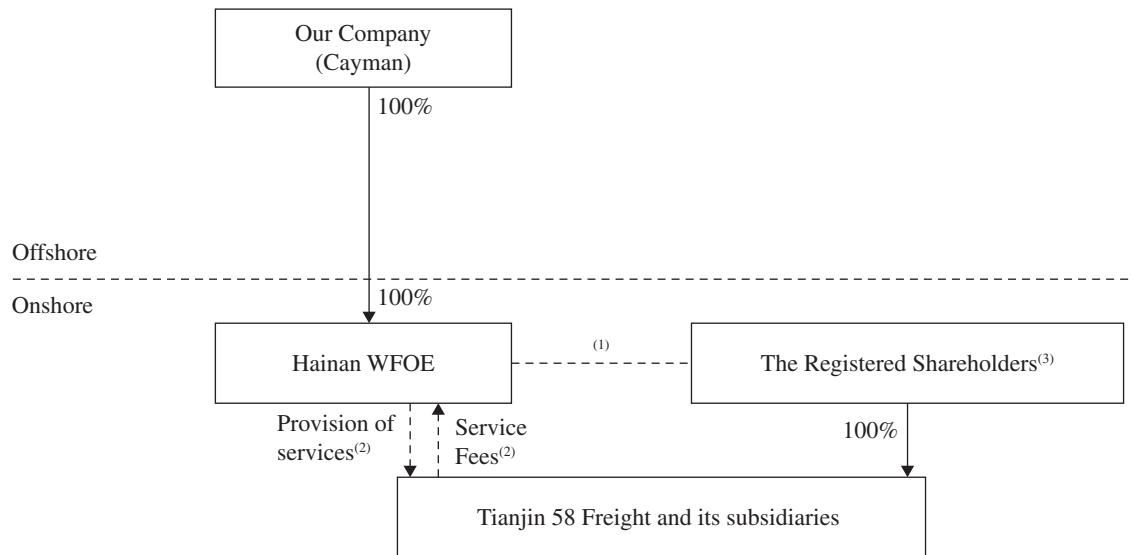 Our Company
(Cayman)
100%
Offshore
Onshore
100%
Hainan WFOE
(1)
The Registered Shareholders(3)
Provision of
services(2)
Service
Fees(2)
100%
Tianjin 58 Freight and its subsidiaries